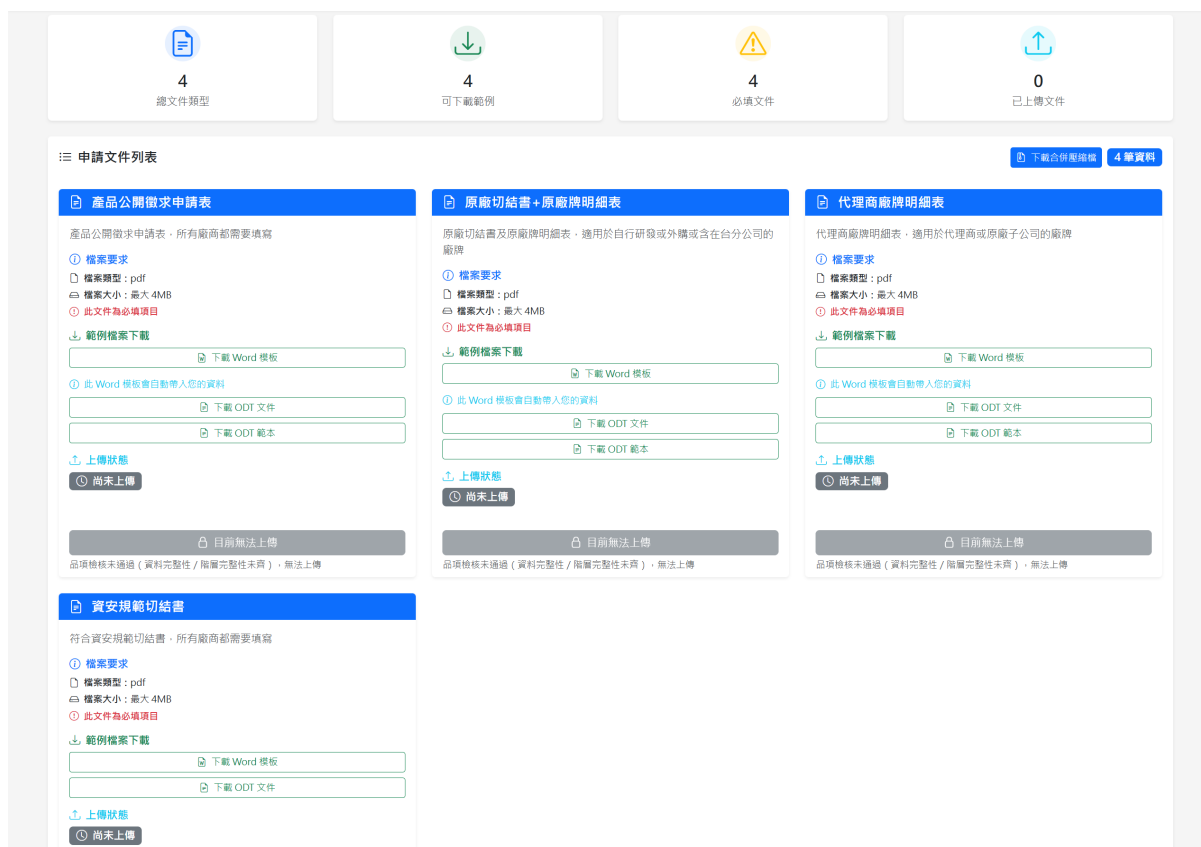 4
總文件類型
4
可下載範例
4
必填文件
0
已上傳文件
申請文件列表
下載合併壓縮檔
4 筆資料
產品公開徵求申請表
產品公開徵求申請表，所有廠商都需要填寫
檔案要求
檔案類型：pdf
檔案大小：最大 4MB
此文件為必填項目
範例檔案下載
下載 Word 模板
此 Word 模板會自動帶入您的資料
下載 ODT 文件
下載 ODT 範本
上傳狀態
尚未上傳
目前無法上傳
品項檢核未通過（資料完整性 / 階層完整性未齊），無法上傳
原廠切結書+原廠牌明細表
原廠切結書及原廠牌明細表，適用於自行研發或外購或含在台分公司的
廠牌
檔案要求
檔案類型：pdf
檔案大小：最大 4MB
此文件為必填項目
範例檔案下載
下載 Word 模板
此 Word 模板會自動帶入您的資料
下載 ODT 文件
下載 ODT 範本
上傳狀態
尚未上傳
目前無法上傳
品項檢核未通過（資料完整性 / 階層完整性未齊），無法上傳
代理商廠牌明細表
代理商廠牌明細表，適用於代理商或原廠子公司的廠牌
檔案要求
檔案類型：pdf
檔案大小：最大 4MB
此文件為必填項目
範例檔案下載
下載 Word 模板
此 Word 模板會自動帶入您的資料
下載 ODT 文件
下載 ODT 範本
上傳狀態
尚未上傳
目前無法上傳
品項檢核未通過（資料完整性 / 階層完整性未齊），無法上傳
資安規範切結書
符合資安規範切結書，所有廠商都需要填寫
檔案要求
檔案類型：pdf
檔案大小：最大 4MB
此文件為必填項目
範例檔案下載
下載 Word 模板
下載 ODT 文件
上傳狀態
尚未上傳